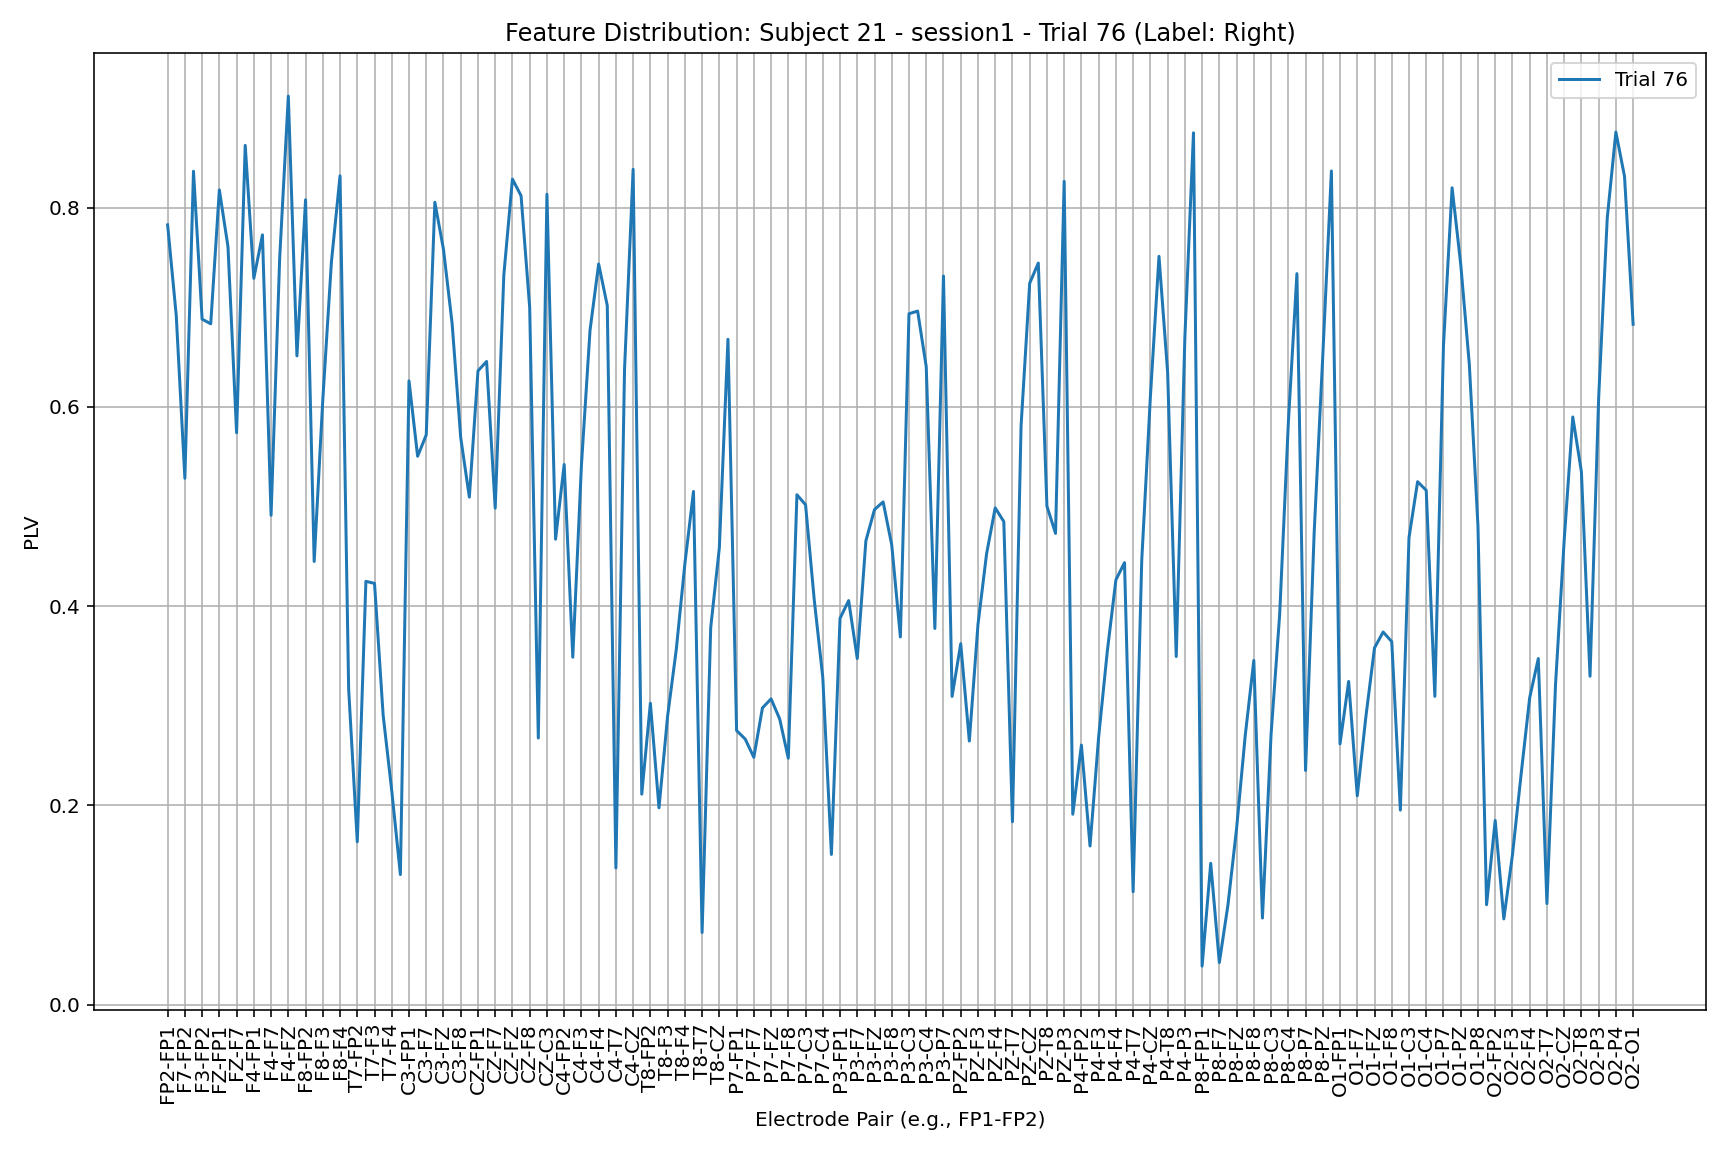 Feature Distribution: Subject 21 - session1 - Trial 76 (Label: Right)
Trial 76
PLV
0.8
0.6
0.4
0.2
0.0
FP2-FP1
F7-FP2
F3-FP2
FZ-FP1
FZ-F7
F4-FP1
F4-F7
F4-FZ
F8-FP2
F8-F3
F8-F4
T7-FP2
T7-F3
T7-F4
C3-FP1
C3-F7
C3-FZ
C3-F8
CZ-FP1
CZ-F7
CZ-FZ
CZ-F8
CZ-C3
C4-FP2
C4-F3
C4-F4
C4-T7
C4-CZ
T8-FP2
T8-F3
T8-F4
T8-T7
T8-CZ
P7-FP1
P7-F7
P7-FZ
P7-F8
P7-C3
P7-C4
P3-FP1
P3-F7
P3-FZ
P3-F8
P3-C3
P3-C4
P3-P7
PZ-FP2
PZ-F3
PZ-F4
PZ-T7
PZ-CZ
PZ-T8
PZ-P3
P4-FP2
P4-F3
P4-F4
P4-T7
P4-CZ
P4-T8
P4-P3
P8-FP1
P8-F7
P8-FZ
P8-F8
P8-C3
P8-C4
P8-P7
P8-PZ
O1-FP1
O1-F7
O1-FZ
O1-F8
O1-C3
O1-C4
O1-P7
O1-PZ
O1-P8
O2-FP2
O2-F3
O2-F4
O2-T7
O2-CZ
O2-T8
O2-P3
O2-P4
O2-O1
Electrode Pair (e.g., FP1-FP2)